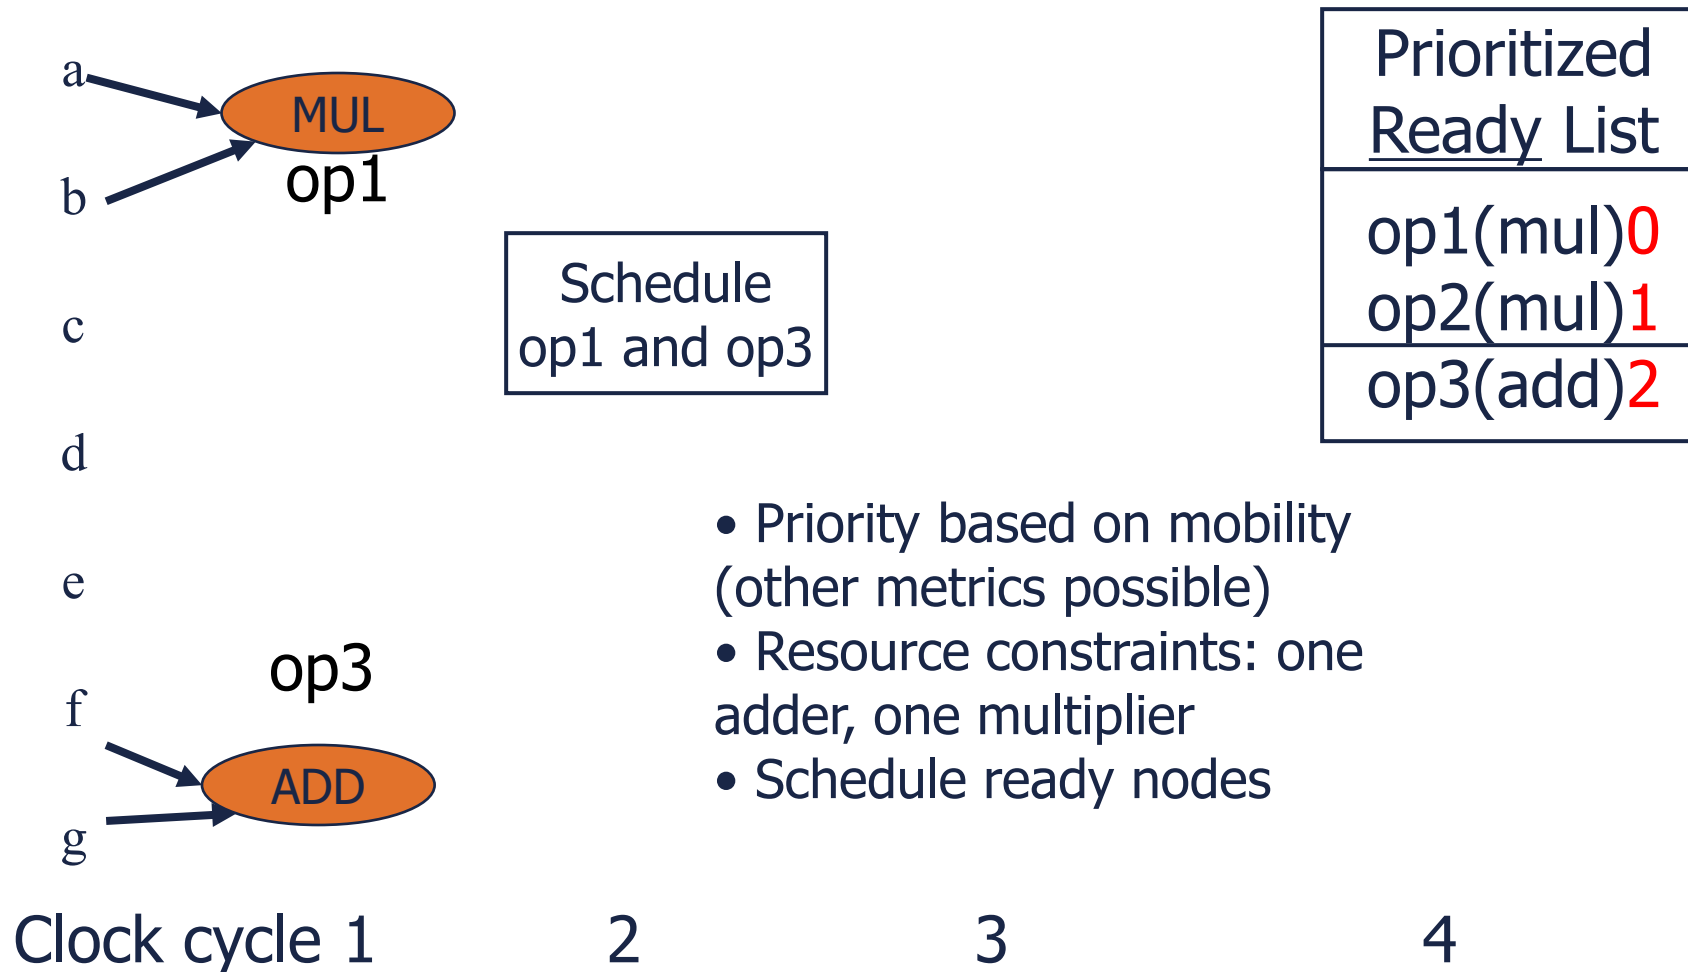 a
MUL
b
op1
c
d
e
op3
f
ADD
g
Schedule
op1 and op3
Prioritized
Ready List
op1(mul)0
op2(mul)1
op3(add)2
• Priority based on mobility
(other metrics possible)
• Resource constraints: one
adder, one multiplier
• Schedule ready nodes
Clock cycle 1 2 3 4